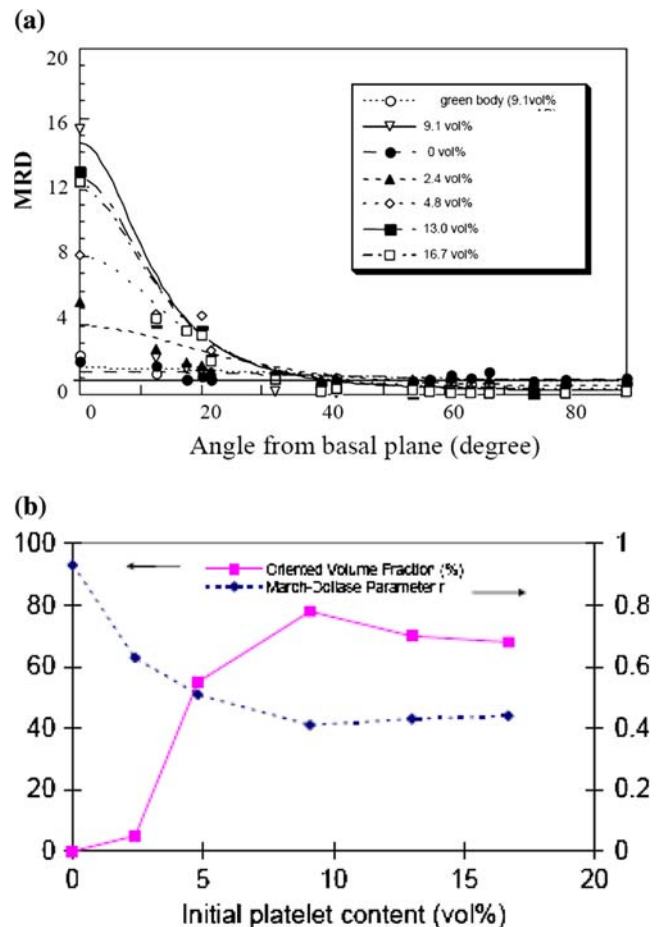 (a)
20
16
12
8
4
0
MRD
green body (9.1vol%
9.1 vol%
0 vol%
2.4 vol%
4.8 vol%
13.0 vol%
16.7 vol%
0 20 40 60 80
Angle from basal plane (degree)
(b)
100
80
60
40
20
0
Oriented Volume Fraction (%)
March-Dollase Parameter r
1
0.8
0.6
0.4
0.2
0
0 5 10 15 20
Initial platelet content (vol%)